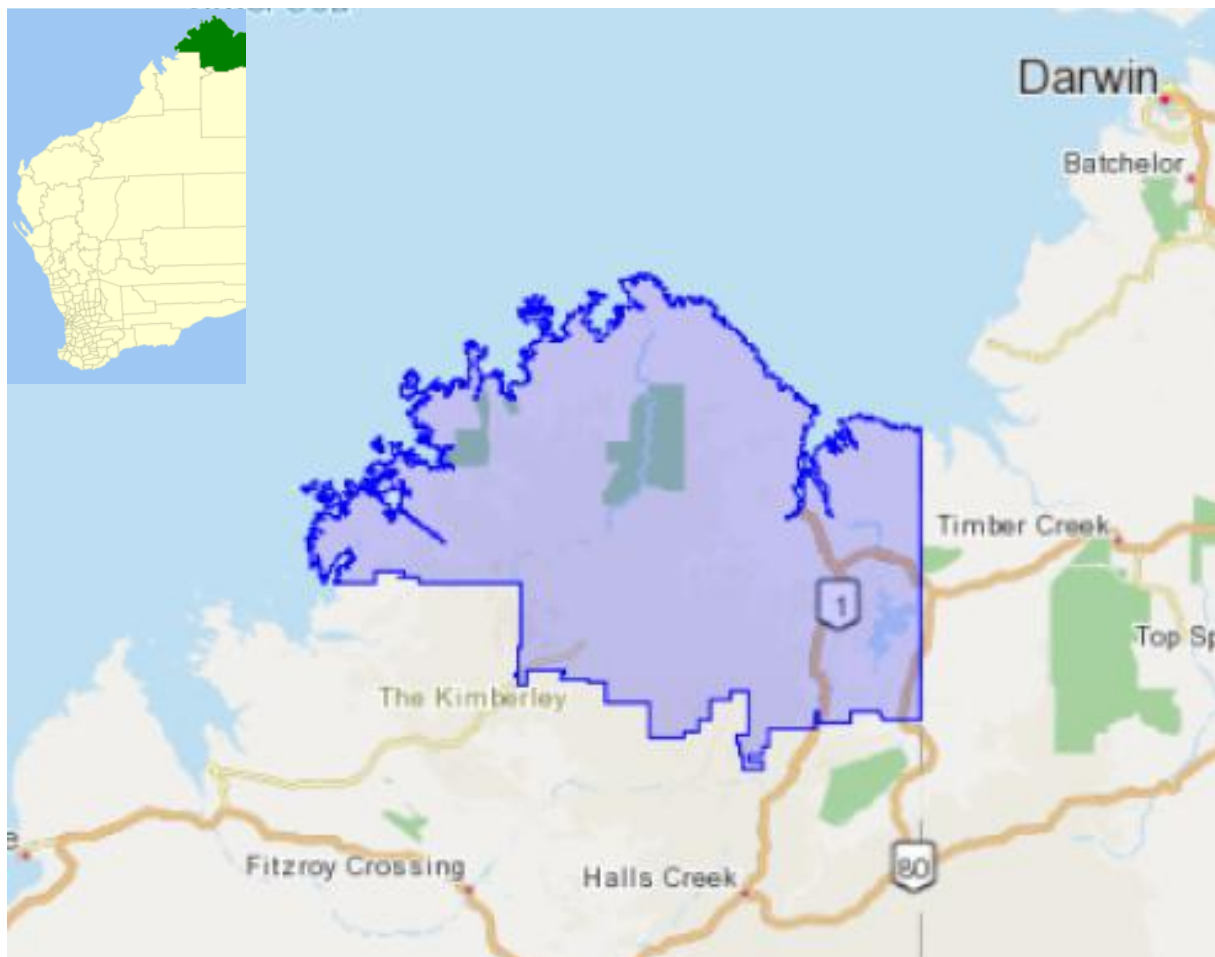 Darwin
Batchelor
Timber Creek
1
Top Sp
The Kimberley
Fitzroy Crossing
Halls Creek
80
e